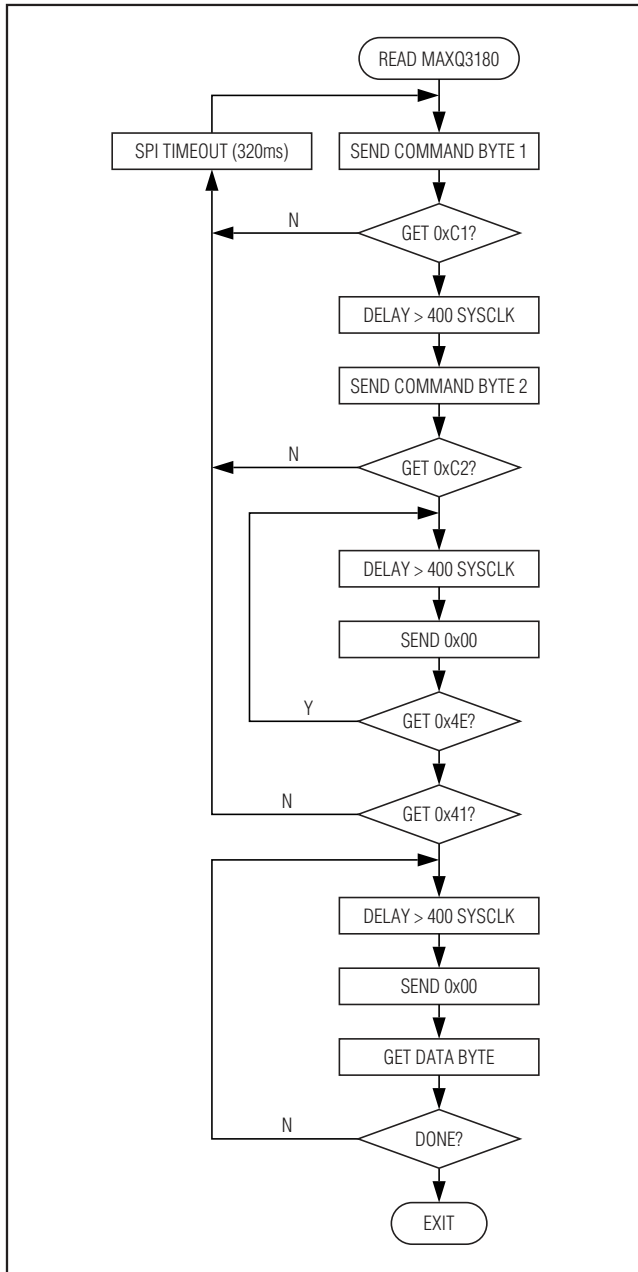 READ MAXQ3180
SPI TIMEOUT (320ms)
SEND COMMAND BYTE 1
N
GET 0xC1?
DELAY > 400 SYSCLK
SEND COMMAND BYTE 2
N
GET 0xC2?
DELAY > 400 SYSCLK
SEND 0x00
Y
GET 0x4E?
N
GET 0x41?
DELAY > 400 SYSCLK
SEND 0x00
GET DATA BYTE
N
DONE?
EXIT